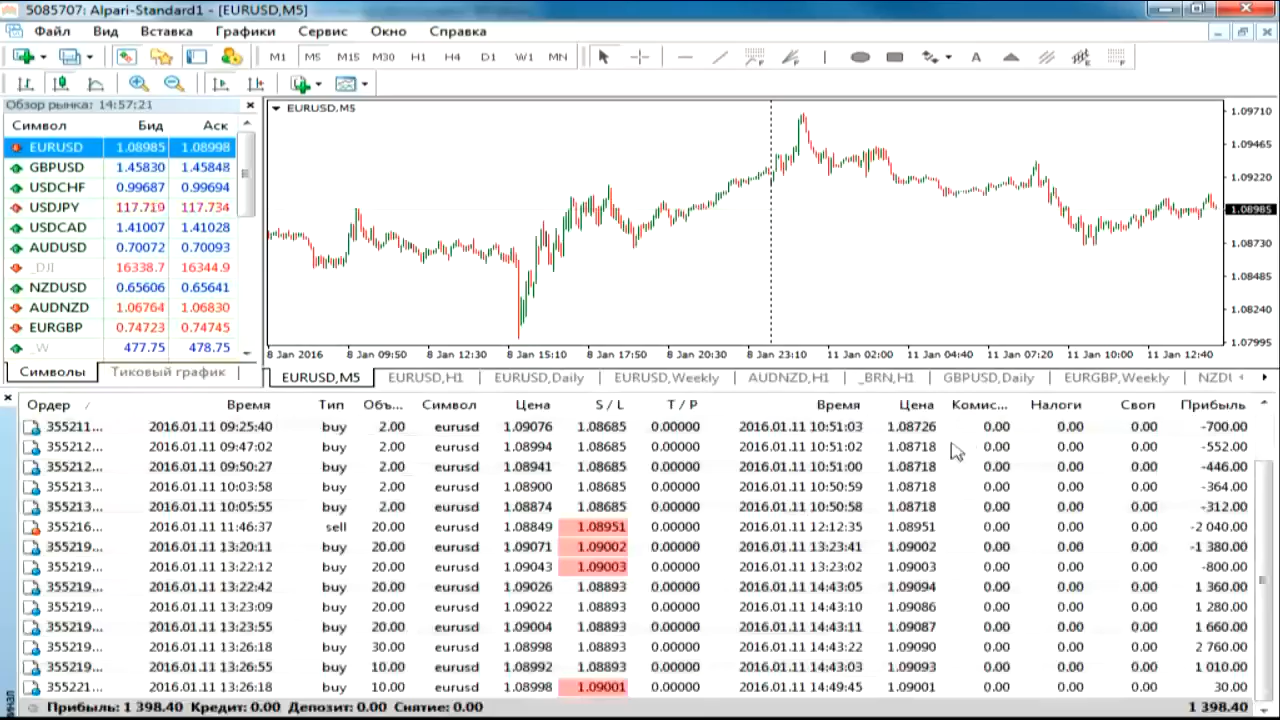 5085707: Alpari-Standard1 - [EURUSD,M5]
Файл Вид Вставка Графики Сервис Окно Справка
M1 M5 M15 M30 H1 H4 D1 W1 MN A
Обзор рынка: 14:57:21
Символ Бид Аск
EURUSD 1.08985 1.08998
GBPUSD 1.45830 1.45848
USDCHF 0.99687 0.99694
USDJPY 117.719 117.734
USDCAD 1.41007 1.41028
AUDUSD 0.70072 0.70093
_DJI 16338.7 16344.9
NZDUSD 0.65606 0.65641
AUDNZD 1.06764 1.06830
EURGBP 0.74723 0.74745
_W 477.75 478.75
Символы Тиковый график
EURUSD,M5
1.09710
1.09465
1.09220
1.08985
1.08730
1.08485
1.08240
1.07995
8 Jan 2016 8 Jan 09:50 8 Jan 12:30 8 Jan 15:10 8 Jan 17:50 8 Jan 20:30 8 Jan 23:10 11 Jan 02:00 11 Jan 04:40 11 Jan 07:20 11 Jan 10:00 11 Jan 12:40
EURUSD,M5 EURUSD,H1 EURUSD,Daily EURUSD,Weekly AUDNZD,H1 _BRN,H1 GBPUSD,Daily EURGBP,Weekly
Ордер Время Тип Объ... Символ Цена S / L T / P Время Цена Комис... Налоги Своп Прибыль
355211... 2016.01.11 09:25:40 buy 2.00 eurusd 1.09076 1.08685 0.00000 2016.01.11 10:51:03 1.08726 0.00 0.00 0.00 -700.00
355212... 2016.01.11 09:47:02 buy 2.00 eurusd 1.08994 1.08685 0.00000 2016.01.11 10:51:02 1.08718 0.00 0.00 0.00 -552.00
355212... 2016.01.11 09:50:27 buy 2.00 eurusd 1.08941 1.08685 0.00000 2016.01.11 10:51:00 1.08718 0.00 0.00 0.00 -446.00
355213... 2016.01.11 10:03:58 buy 2.00 eurusd 1.08900 1.08685 0.00000 2016.01.11 10:50:59 1.08718 0.00 0.00 0.00 -364.00
355213... 2016.01.11 10:05:55 buy 2.00 eurusd 1.08874 1.08685 0.00000 2016.01.11 10:50:58 1.08718 0.00 0.00 0.00 -312.00
355216... 2016.01.11 11:46:37 sell 20.00 eurusd 1.08849 1.08951 0.00000 2016.01.11 12:12:35 1.08951 0.00 0.00 0.00 -2 040.00
355219... 2016.01.11 13:20:11 buy 20.00 eurusd 1.09071 1.09002 0.00000 2016.01.11 13:23:41 1.09002 0.00 0.00 0.00 -1 380.00
355219... 2016.01.11 13:22:12 buy 20.00 eurusd 1.09043 1.09003 0.00000 2016.01.11 13:23:02 1.09003 0.00 0.00 0.00 -800.00
355219... 2016.01.11 13:22:42 buy 20.00 eurusd 1.09026 1.08893 0.00000 2016.01.11 14:43:05 1.09094 0.00 0.00 0.00 1 360.00
355219... 2016.01.11 13:23:09 buy 20.00 eurusd 1.09022 1.08893 0.00000 2016.01.11 14:43:10 1.09086 0.00 0.00 0.00 1 280.00
355219... 2016.01.11 13:23:55 buy 20.00 eurusd 1.09004 1.08893 0.00000 2016.01.11 14:43:11 1.09087 0.00 0.00 0.00 1 660.00
355219... 2016.01.11 13:26:18 buy 30.00 eurusd 1.08998 1.08893 0.00000 2016.01.11 14:43:22 1.09090 0.00 0.00 0.00 2 760.00
355219... 2016.01.11 13:26:55 buy 10.00 eurusd 1.08992 1.08893 0.00000 2016.01.11 14:43:03 1.09093 0.00 0.00 0.00 1 010.00
355221... 2016.01.11 13:26:18 buy 10.00 eurusd 1.08998 1.09001 0.00000 2016.01.11 14:49:45 1.09001 0.00 0.00 0.00 30.00
Прибыль: 1 398.40 Кредит: 0.00 Депозит: 0.00 Снятие: 0.00 1 398.40